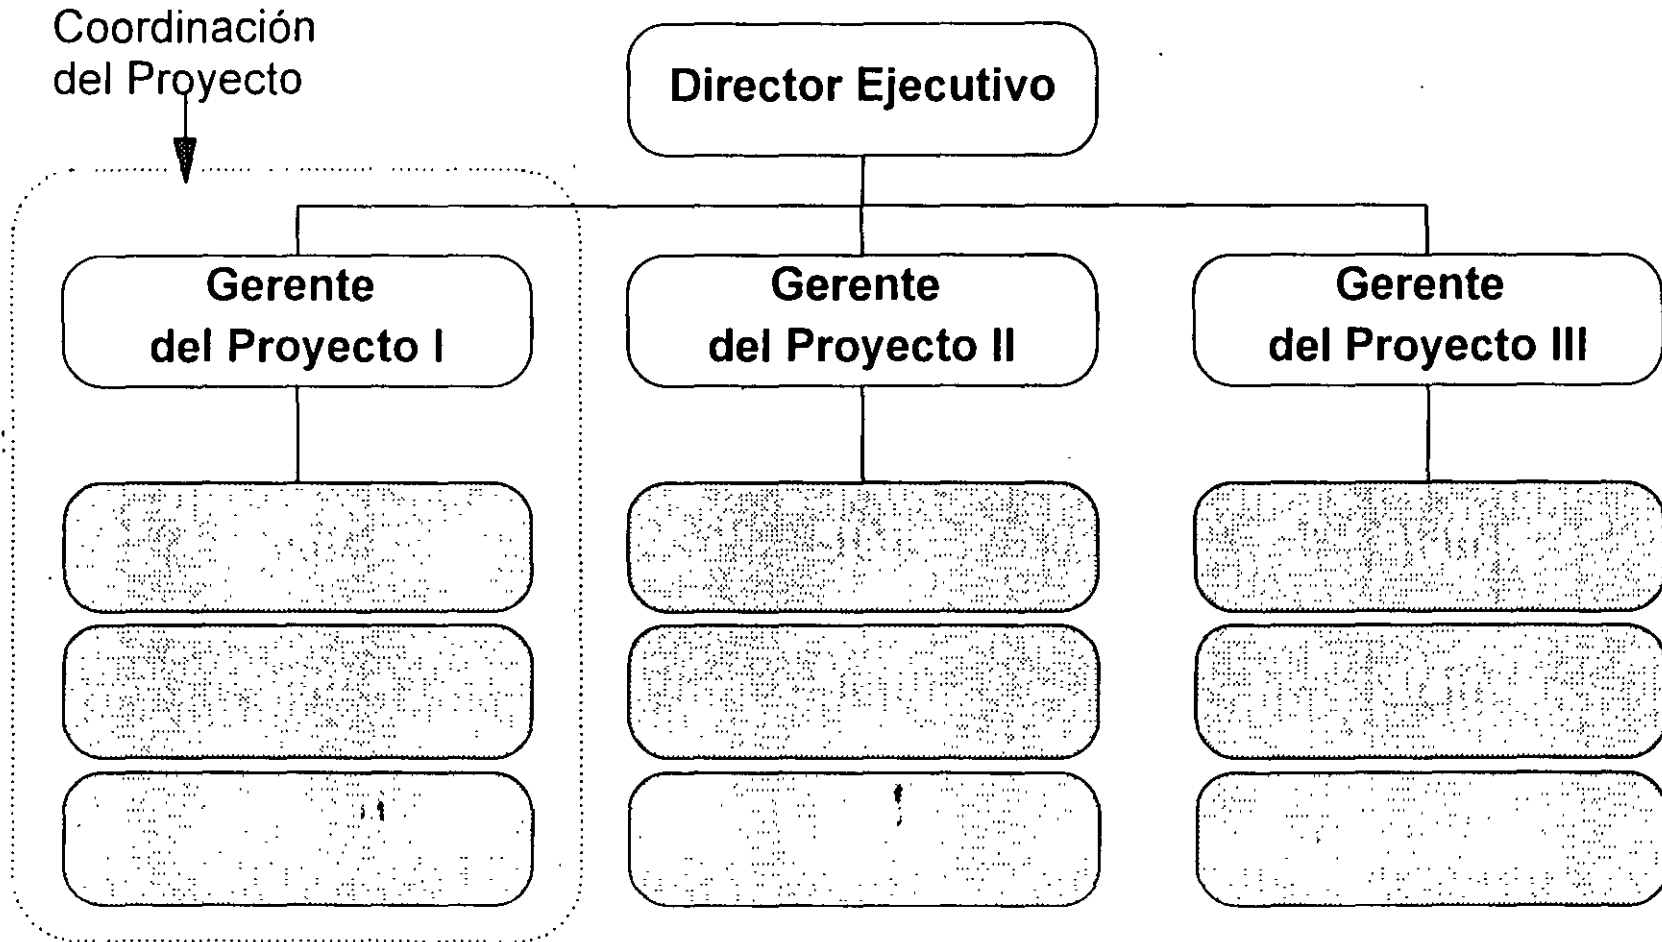 Coordinación
del Proyecto
Director Ejecutivo
Gerente
del Proyecto I
Gerente
del Proyecto II
Gerente
del Proyecto III